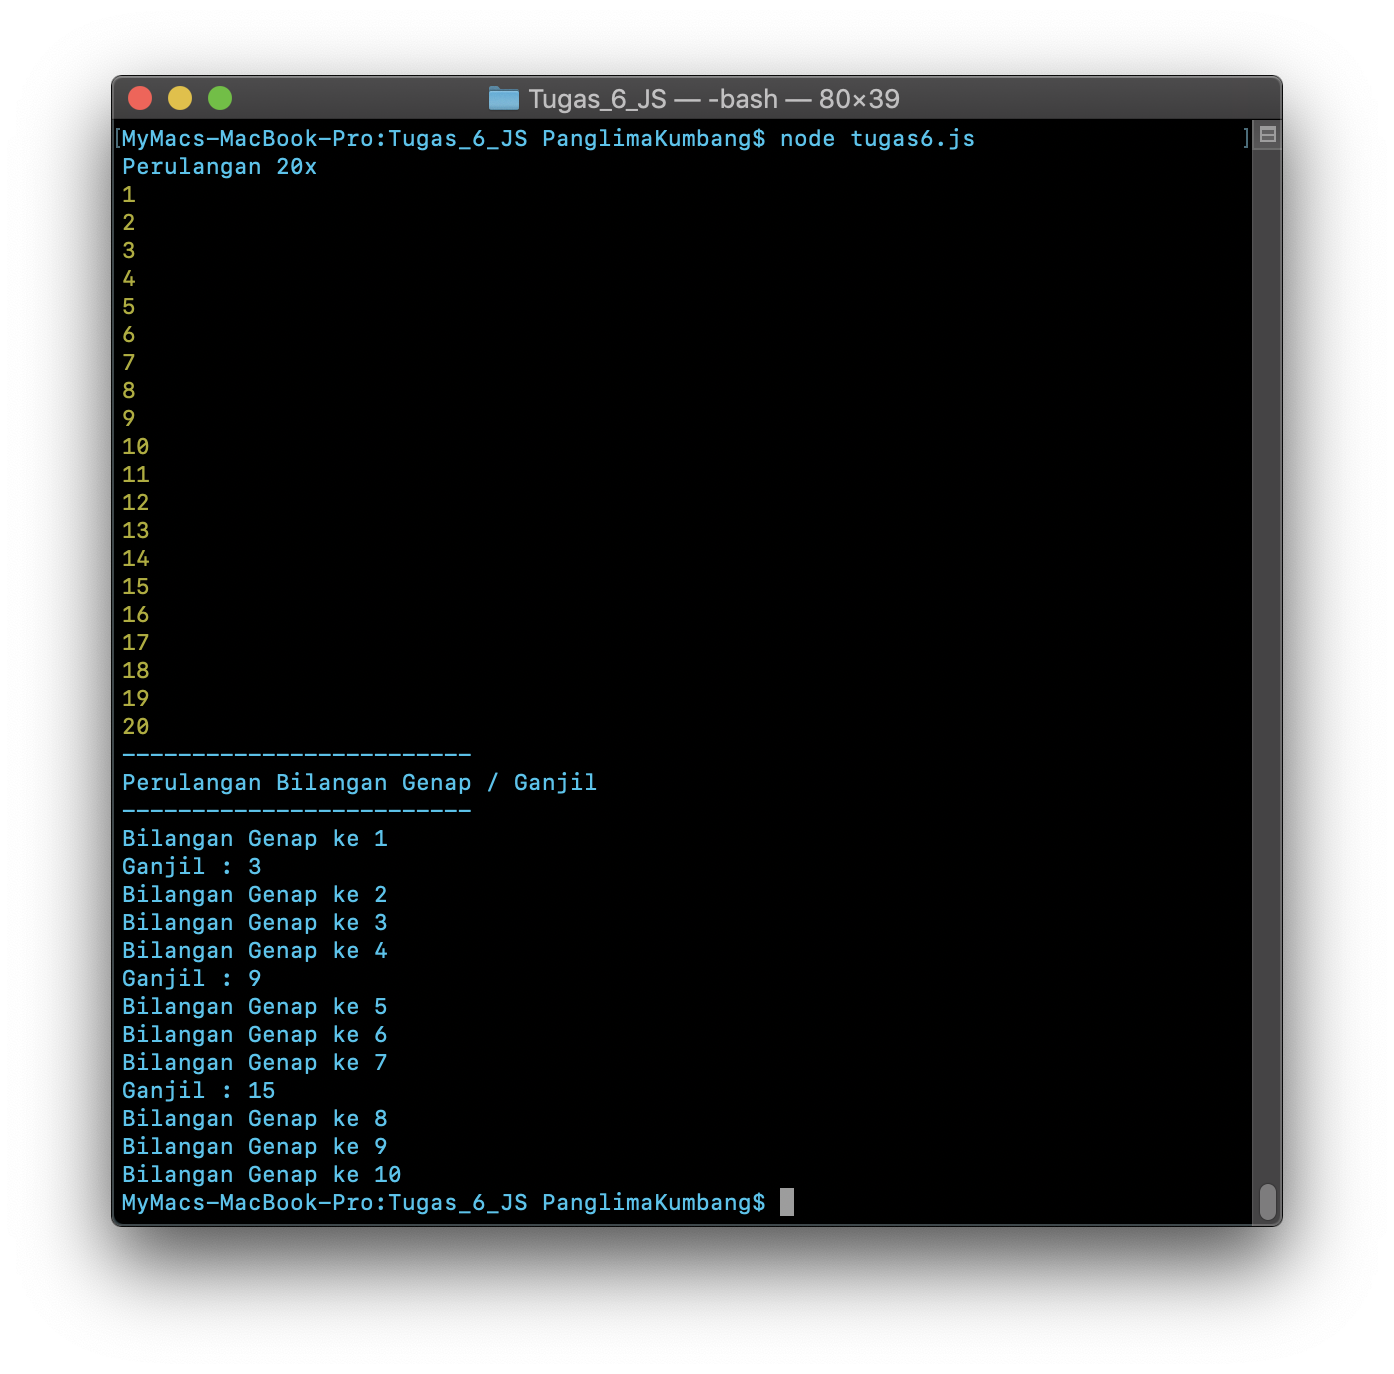 Tugas_6_JS — -bash — 80×39
[MyMacs-MacBook-Pro:Tugas_6_JS PanglimaKumbang$ node tugas6.js ]
Perulangan 20x
1
2
3
4
5
6
7
8
9
10
11
12
13
14
15
16
17
18
19
20
-------------------------
Perulangan Bilangan Genap / Ganjil
-------------------------
Bilangan Genap ke 1
Ganjil : 3
Bilangan Genap ke 2
Bilangan Genap ke 3
Bilangan Genap ke 4
Ganjil : 9
Bilangan Genap ke 5
Bilangan Genap ke 6
Bilangan Genap ke 7
Ganjil : 15
Bilangan Genap ke 8
Bilangan Genap ke 9
Bilangan Genap ke 10
MyMacs-MacBook-Pro:Tugas_6_JS PanglimaKumbang$